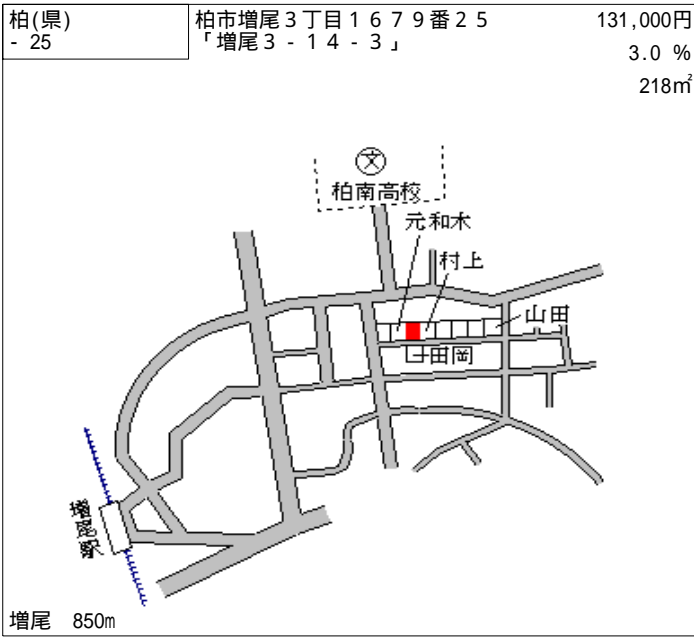 柏(県)
- 25
柏市増尾３丁目１６７９番２５
「増尾３‐１４‐３」
131,000円
3.0 %
218㎡
文
柏南高校
元和木
村上
山田
田岡
増尾駅
増尾 850m